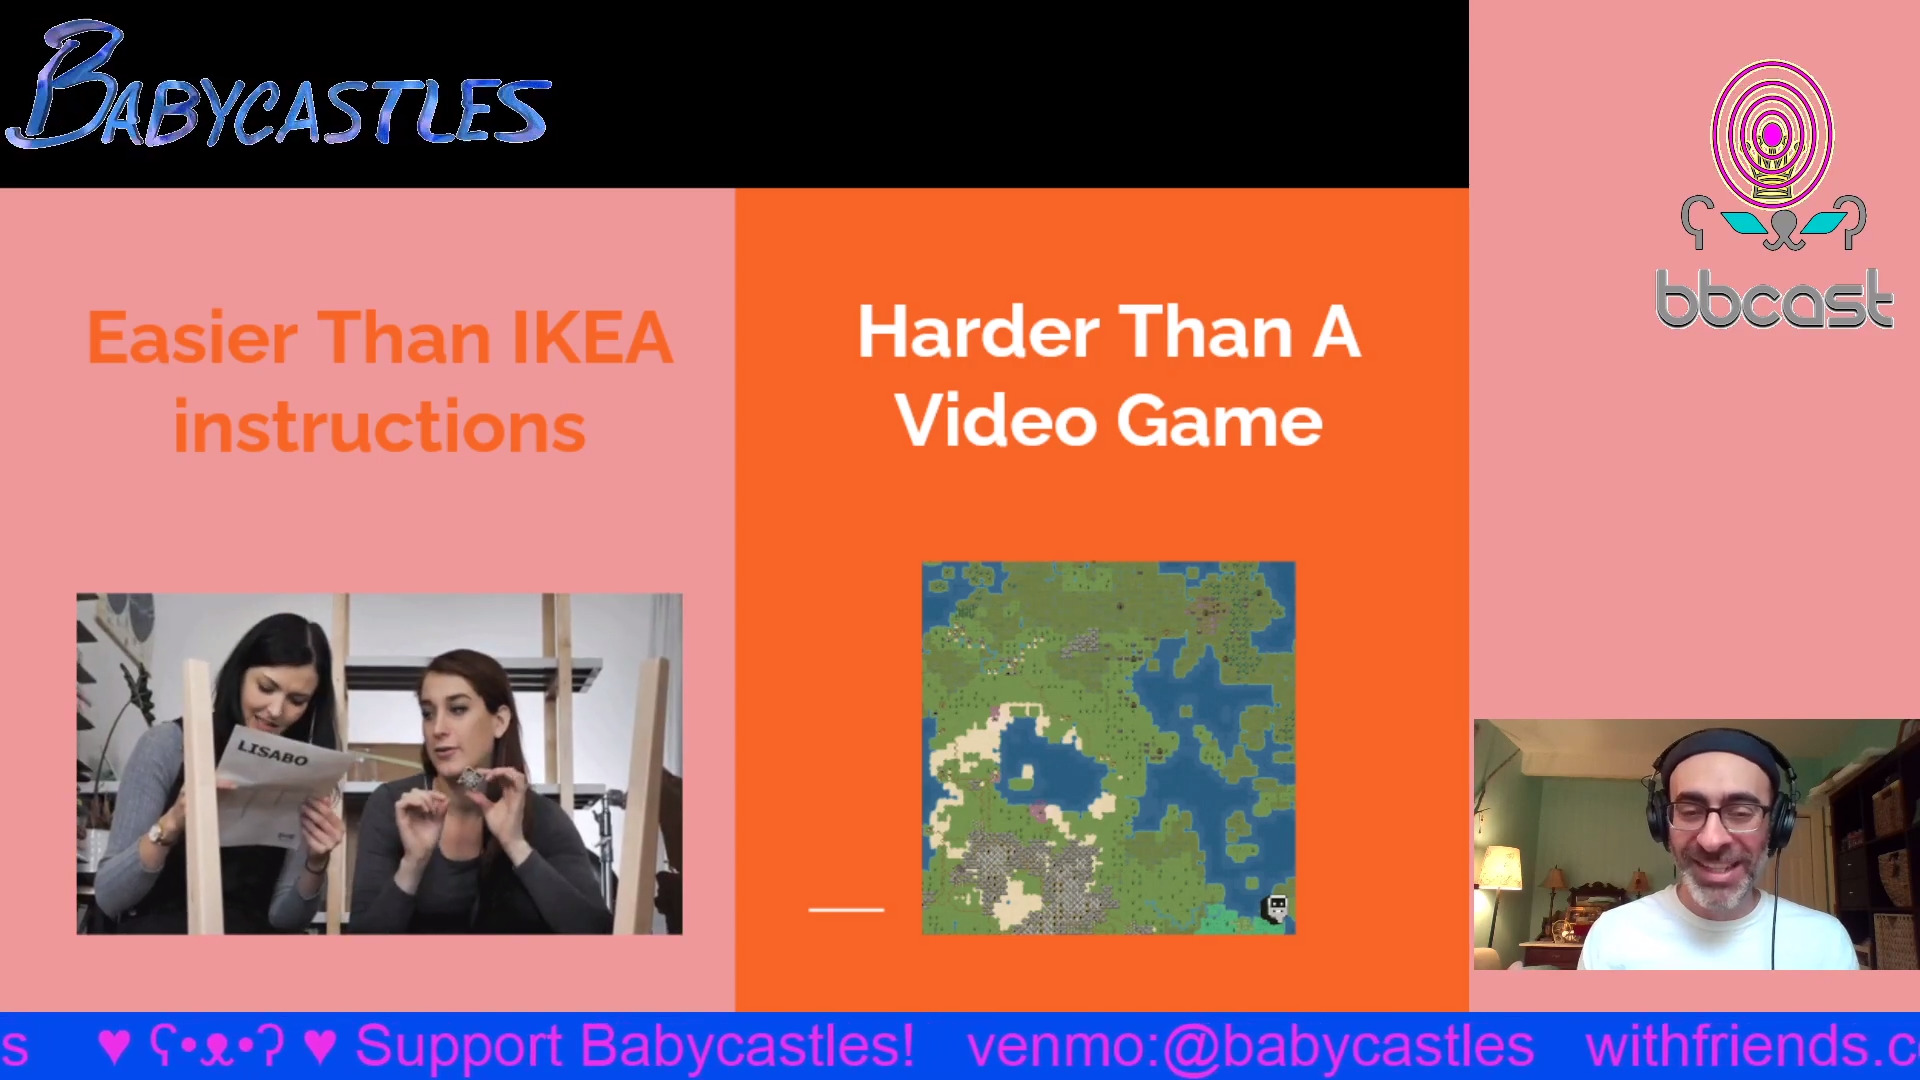 BABYCASTLES
bbcast
Easier Than IKEA
instructions
Harder Than A
Video Game
LISABO
s ♥ ʕ•ᴥ•ʔ ♥ Support Babycastles! venmo:@babycastles withfriends.c